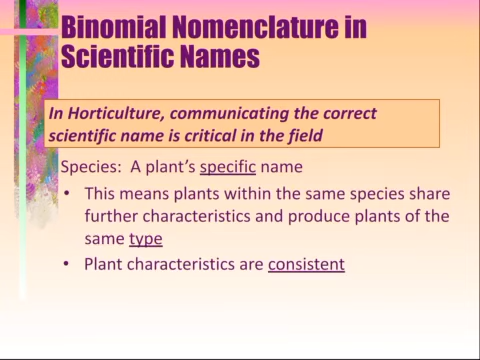 Binomial Nomenclature in
Scientific Names
In Horticulture, communicating the correct
scientific name is critical in the field
Species:  A plant's specific name
• This means plants within the same species share
further characteristics and produce plants of the
same type
• Plant characteristics are consistent